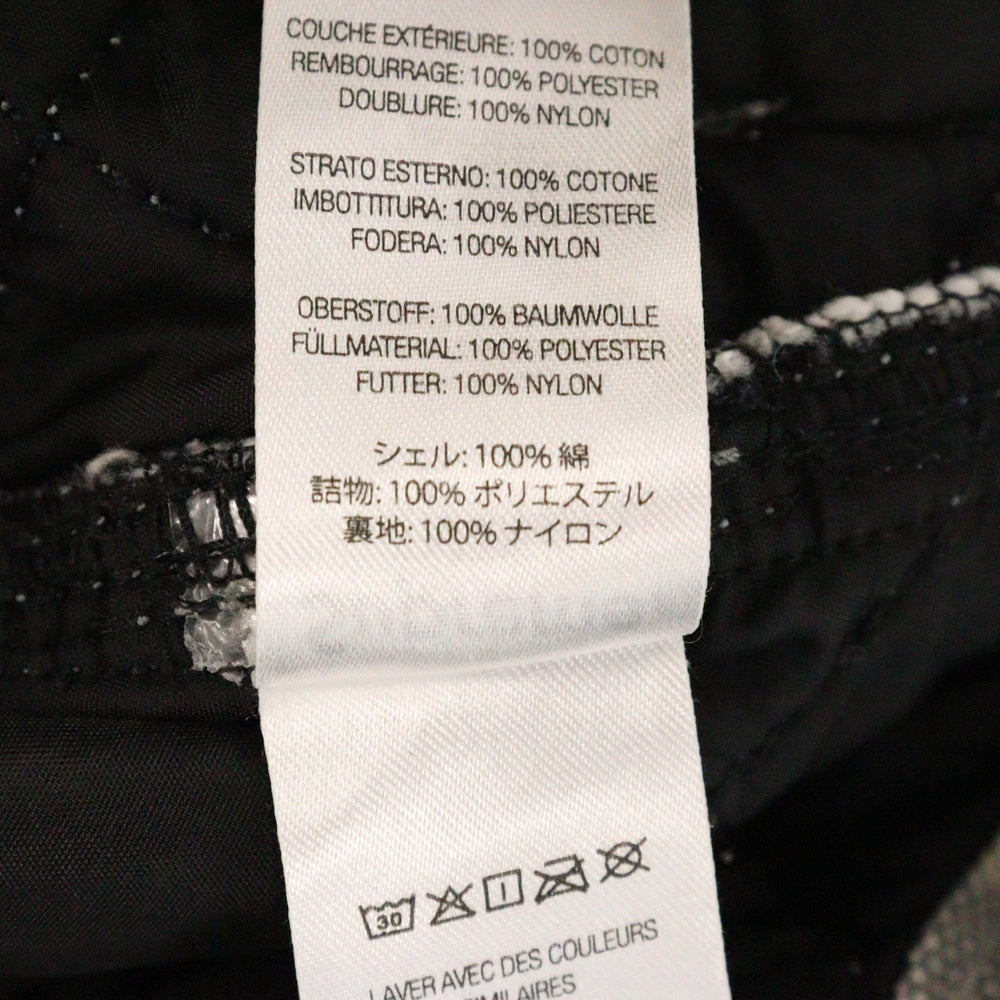 COUCHE EXTÉRIEURE: 100% COTON
REMBOURRAGE: 100% POLYESTER
DOUBLURE: 100% NYLON
STRATO ESTERNO: 100% COTONE
IMBOTTITURA: 100% POLIESTERE
FODERA: 100% NYLON
OBERSTOFF: 100% BAUMWOLLE
FÜLLMATERIAL: 100% POLYESTER
FUTTER: 100% NYLON
シェル: 100% 綿
詰物: 100% ポリエステル
裏地: 100% ナイロン
30
LAVER AVEC DES COULEURS